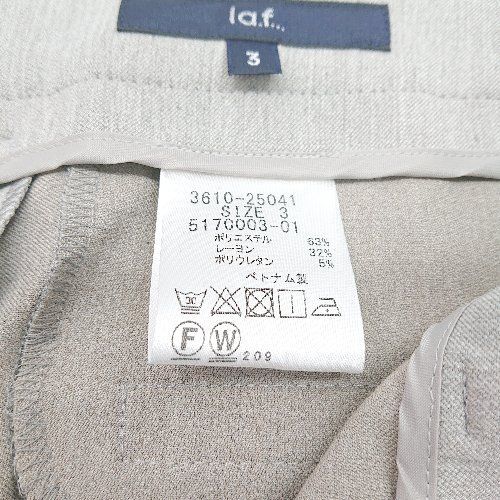 la.f...
3
3610-25041
SIZE 3
5170003-01
ポリエステル 63%
レーヨン 32%
ポリウレタン 5%
ベトナム製
F W 209